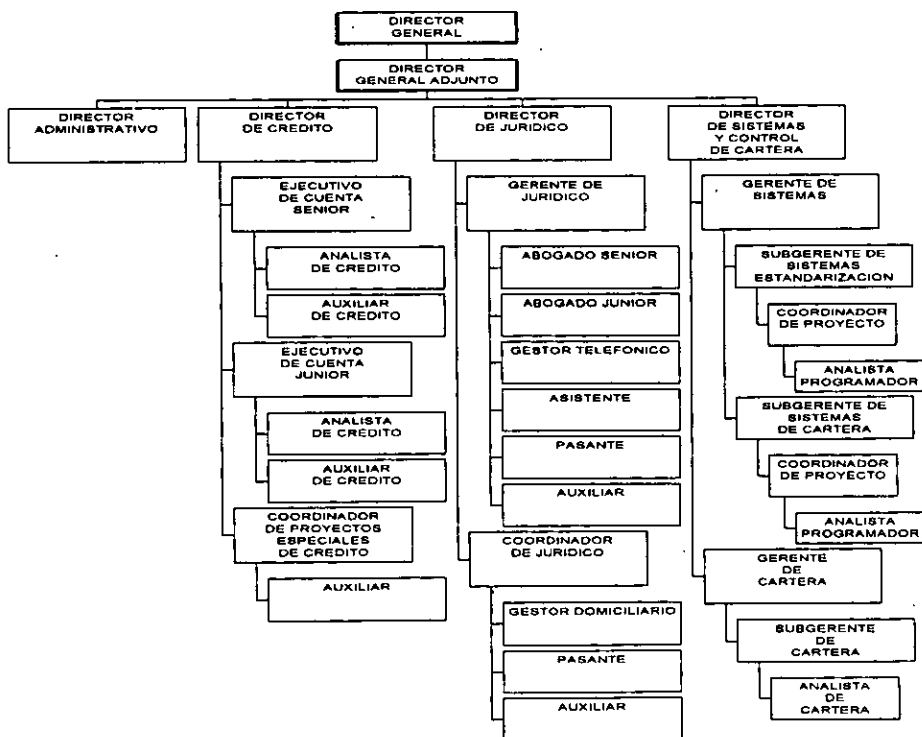 DIRECTOR
GENERAL
DIRECTOR
GENERAL ADJUNTO
DIRECTOR
ADMINISTRATIVO
DIRECTOR
DE CREDITO
EJECUTIVO
DE CUENTA
SENIOR
ANALISTA
DE CREDITO
AUXILIAR
DE CREDITO
EJECUTIVO
DE CUENTA
JUNIOR
ANALISTA
DE CREDITO
AUXILIAR
DE CREDITO
COORDINADOR
DE PROYECTOS
ESPECIALES
DE CREDITO
AUXILIAR
DIRECTOR
DE JURIDICO
GERENTE DE
JURIDICO
ABOGADO SENIOR
ABOGADO JUNIOR
GESTOR TELEFONICO
ASISTENTE
PASANTE
AUXILIAR
COORDINADOR
DE JURIDICO
GESTOR DOMICILIARIO
PASANTE
AUXILIAR
DIRECTOR
DE SISTEMAS
Y CONTROL
DE CARTERA
GERENTE DE
SISTEMAS
SUBGERENTE DE
SISTEMAS
ESTANDARIZACION
COORDINADOR
DE PROYECTO
ANALISTA
PROGRAMADOR
SUBGERENTE DE
SISTEMAS
DE CARTERA
COORDINADOR
DE PROYECTO
ANALISTA
PROGRAMADOR
GERENTE
DE
CARTERA
SUBGERENTE
DE
CARTERA
ANALISTA
DE
CARTERA